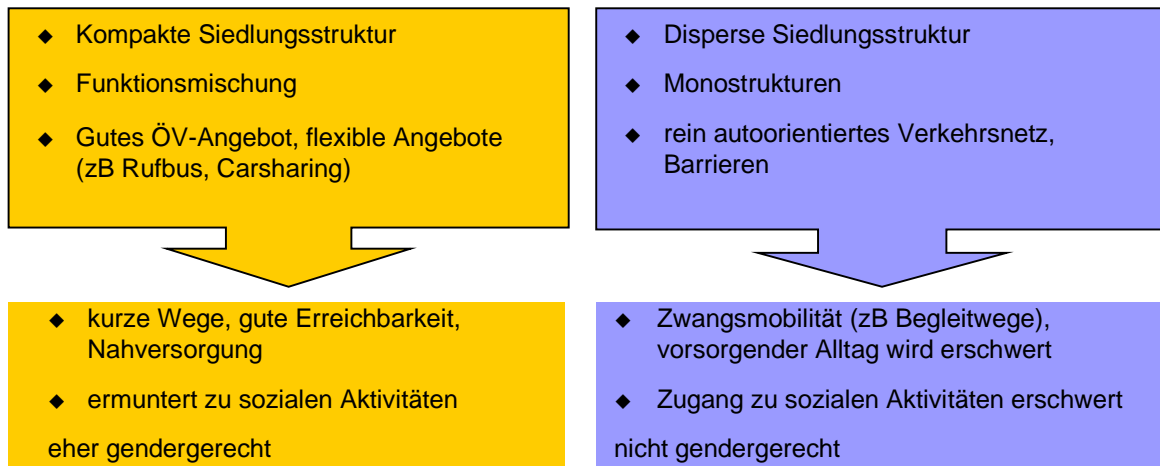 ◆ Kompakte Siedlungsstruktur
◆ Funktionsmischung
◆ Gutes ÖV-Angebot, flexible Angebote
(zB Rufbus, Carsharing)
◆ kurze Wege, gute Erreichbarkeit,
Nahversorgung
◆ ermuntert zu sozialen Aktivitäten
eher gendergerecht
◆ Disperse Siedlungsstruktur
◆ Monostrukturen
◆ rein autoorientiertes Verkehrsnetz,
Barrieren
◆ Zwangsmobilität (zB Begleitwege),
vorsorgender Alltag wird erschwert
◆ Zugang zu sozialen Aktivitäten erschwert
nicht gendergerecht